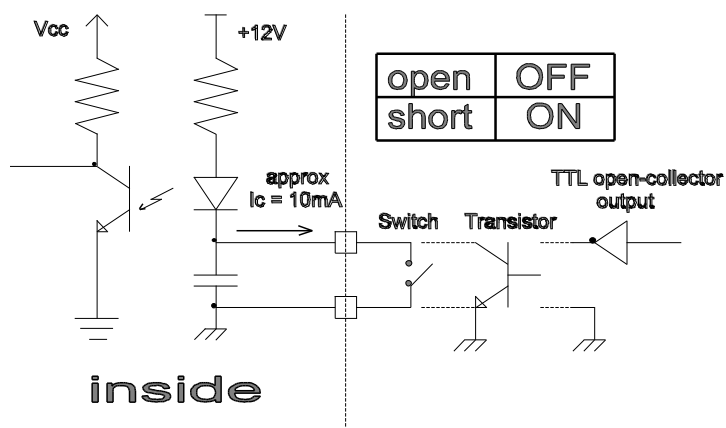 Vcc
+12V
open OFF
short ON
approx
Ic = 10mA
TTL open-collector
output
Switch
Transistor
inside